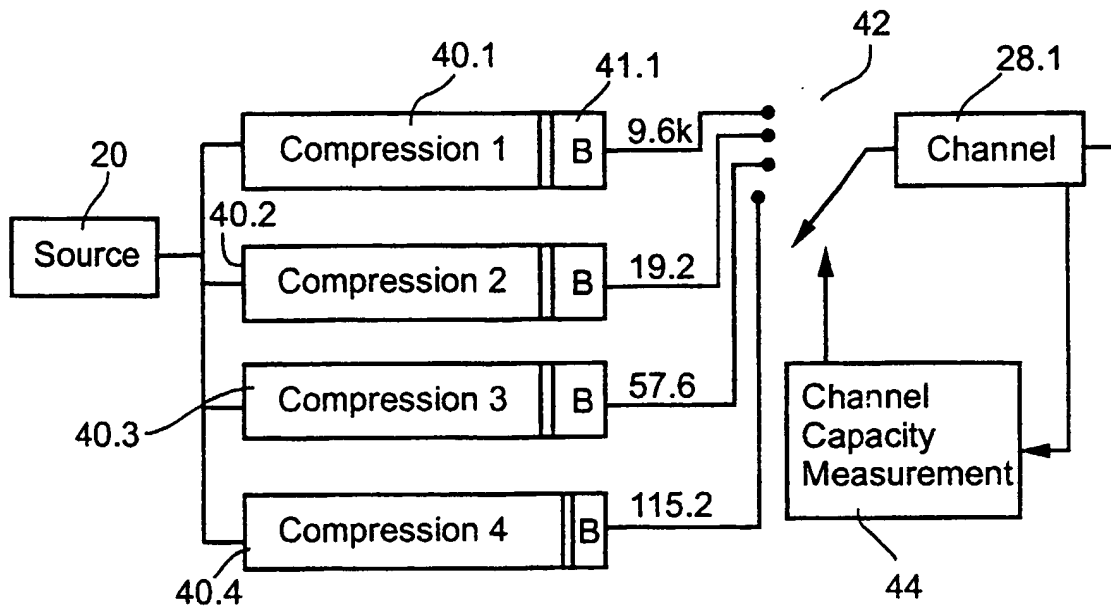 42
40.1
41.1
28.1
Compression 1
B
9.6k
Channel
20
40.2
Source
Compression 2
B
19.2
40.3
Compression 3
B
57.6
Channel
Capacity
Measurement
Compression 4
B
115.2
40.4
44